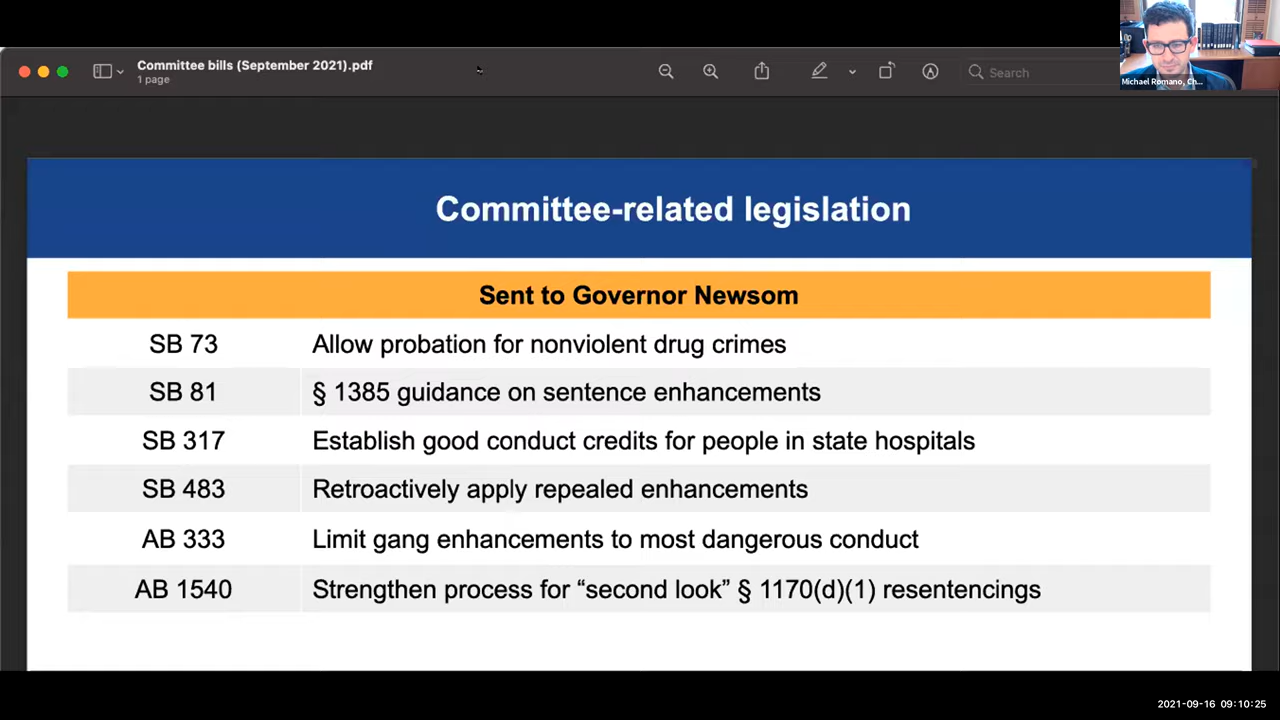 Committee bills (September 2021).pdf
1 page
Search
Michael Romano, Ch...
Committee-related legislation
Sent to Governor Newsom
SB 73 Allow probation for nonviolent drug crimes
SB 81 § 1385 guidance on sentence enhancements
SB 317 Establish good conduct credits for people in state hospitals
SB 483 Retroactively apply repealed enhancements
AB 333 Limit gang enhancements to most dangerous conduct
AB 1540 Strengthen process for “second look” § 1170(d)(1) resentencings
2021-09-16 09:10:25